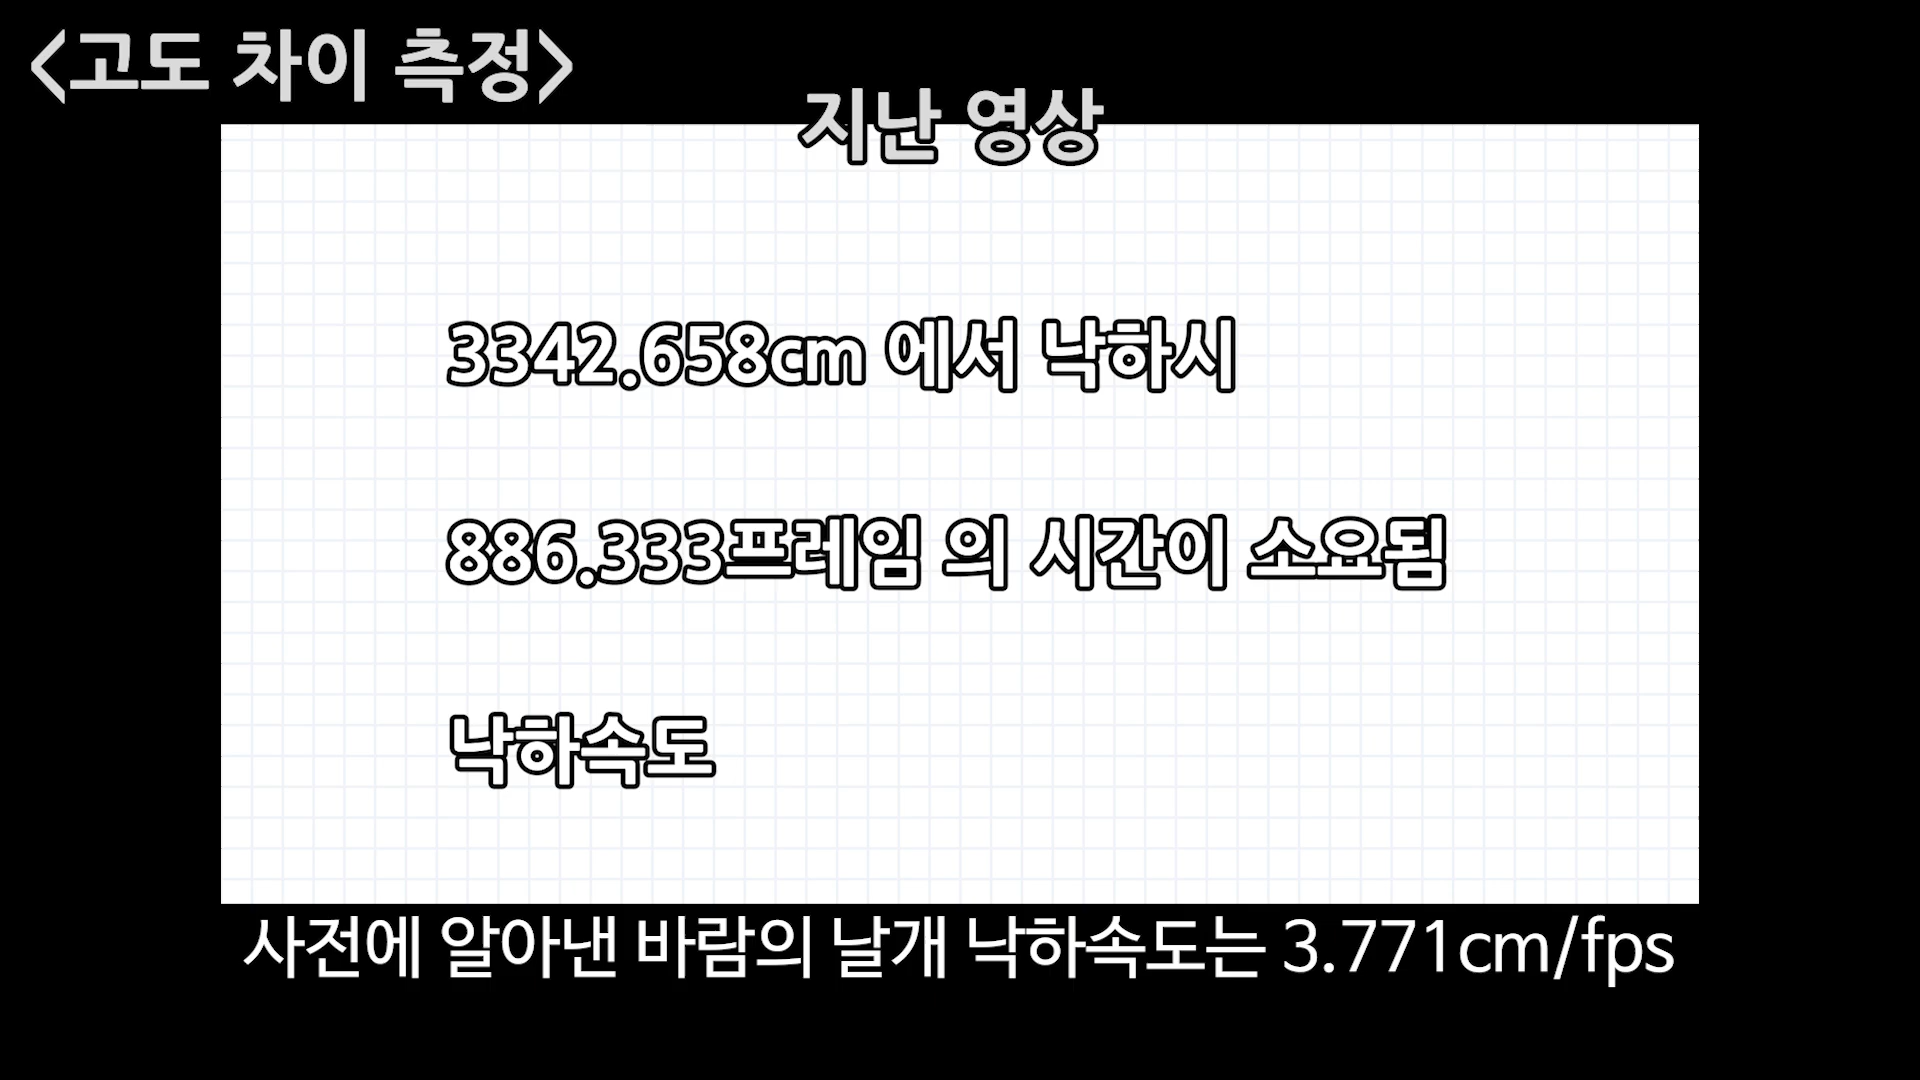 <고도 차이 측정>
지난 영상
3342.658cm 에서 낙하시
886.333프레임 의 시간이 소요됨
낙하속도
사전에 알아낸 바람의 날개 낙하속도는 3.771cm/fps